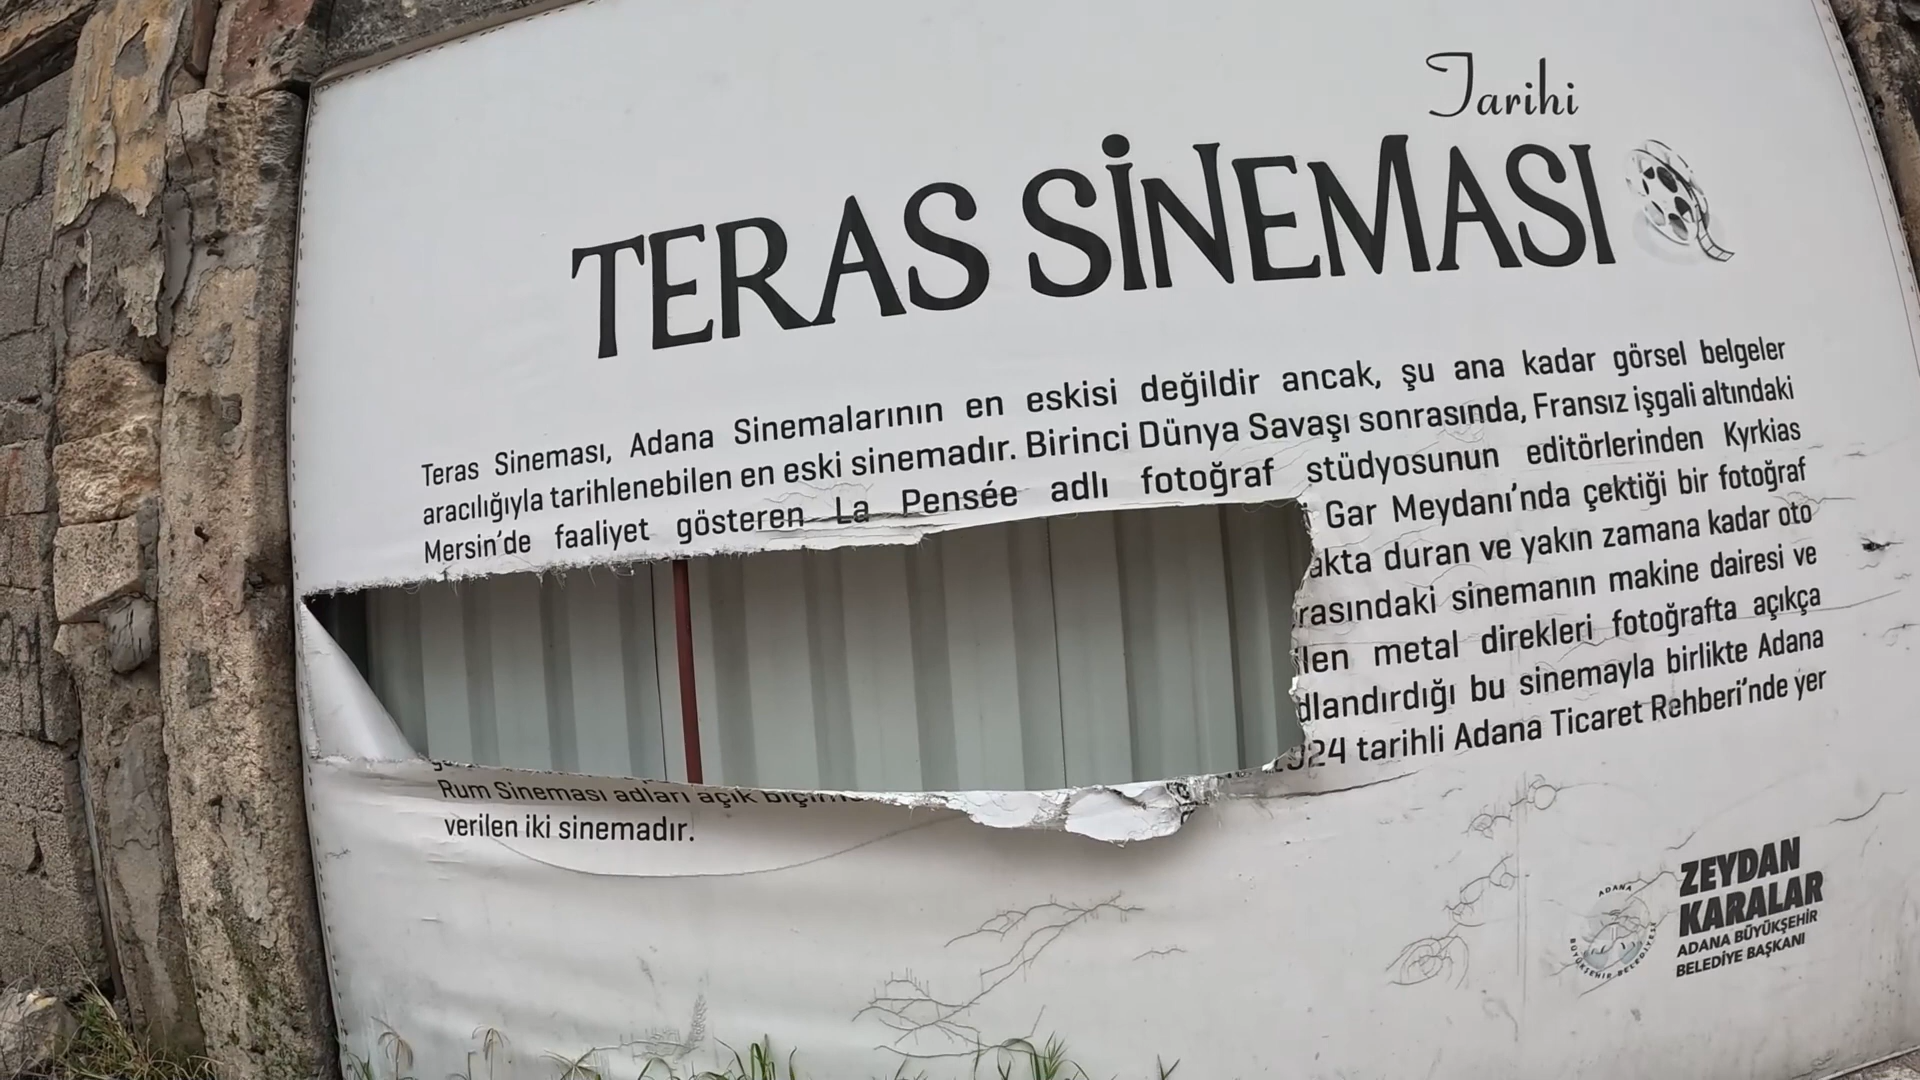 Tarihi
TERAS SİNEMASI
Teras Sineması, Adana Sinemalarının en eskisi değildir ancak, şu ana kadar görsel belgeler
aracılığıyla tarihlenebilen en eski sinemadır. Birinci Dünya Savaşı sonrasında, Fransız işgali altındaki
Mersin'de faaliyet gösteren La Pensée adlı fotoğraf stüdyosunun editörlerinden Kyrkias
Gar Meydanı'nda çektiği bir fotoğraf
akta duran ve yakın zamana kadar oto
rasındaki sinemanın makine dairesi ve
len metal direkleri fotoğrafta açıkça
dlandırdığı bu sinemayla birlikte Adana
1924 tarihli Adana Ticaret Rehberi'nde yer
Rum Sineması adları açık
verilen iki sinemadır.
ADANA
BÜYÜKŞEHİR BELEDİYESİ
ZEYDAN
KARALAR
ADANA BÜYÜKŞEHİR
BELEDİYE BAŞKANI